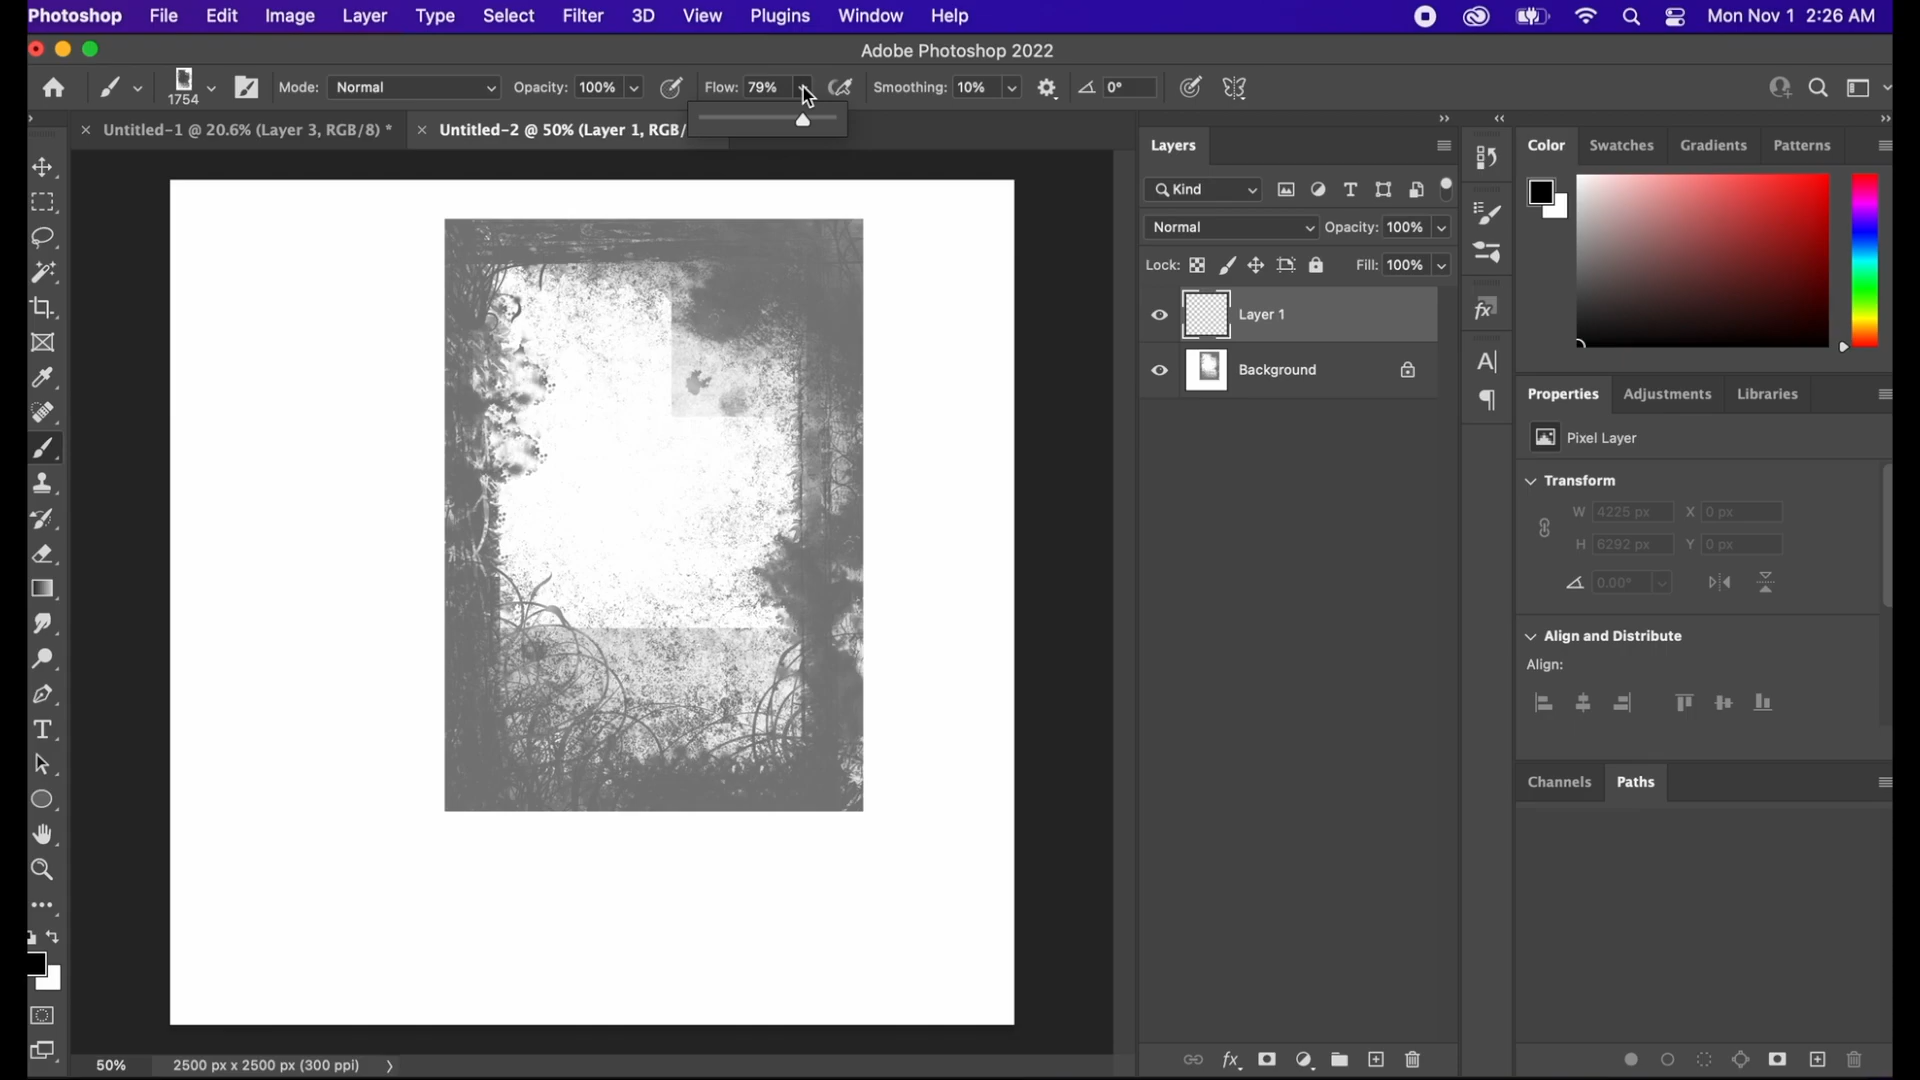 Photoshop File Edit Image Layer Type Select Filter 3D View Plugins Window Help Mon Nov 1 2:26 AM
Adobe Photoshop 2022
1754 Mode: Normal Opacity: 100% Flow: 79% Smoothing: 10% 0°
Untitled-1 @ 20.6% (Layer 3, RGB/8) * Untitled-2 @ 50% (Layer 1, RGB/
Layers
Kind
Normal Opacity: 100%
Lock: Fill: 100%
Layer 1
Background
Color Swatches Gradients Patterns
Properties Adjustments Libraries
Pixel Layer
Transform
W 4225 px X 0 px
H 6292 px Y 0 px
0.00°
Align and Distribute
Align:
Channels Paths
50% 2500 px x 2500 px (300 ppi)